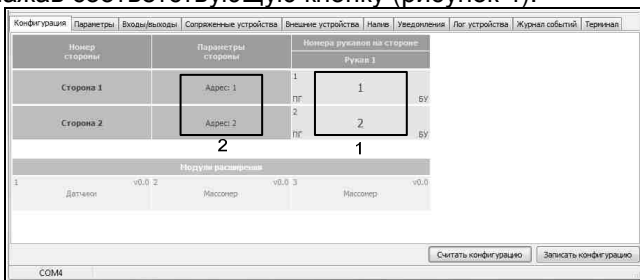 нажав соответствующую кнопку (рисунок 4).
Конфигурация Параметры Входы/выходы Сопряженные устройства Внешние устройства Налив Уведомления Лог устройства Журнал событий Терминал
Номер стороны Параметры стороны Номера рукавов на стороне
Рукав 1
Сторона 1 Адрес: 1 1 ПГ 1 БУ
Сторона 2 Адрес: 2 2 ПГ 2 БУ
2 1
Модули расширения
1 Датчики v0.0 2 Массомер v0.0 3 Массомер v0.0
Считать конфигурацию Записать конфигурацию
COM4